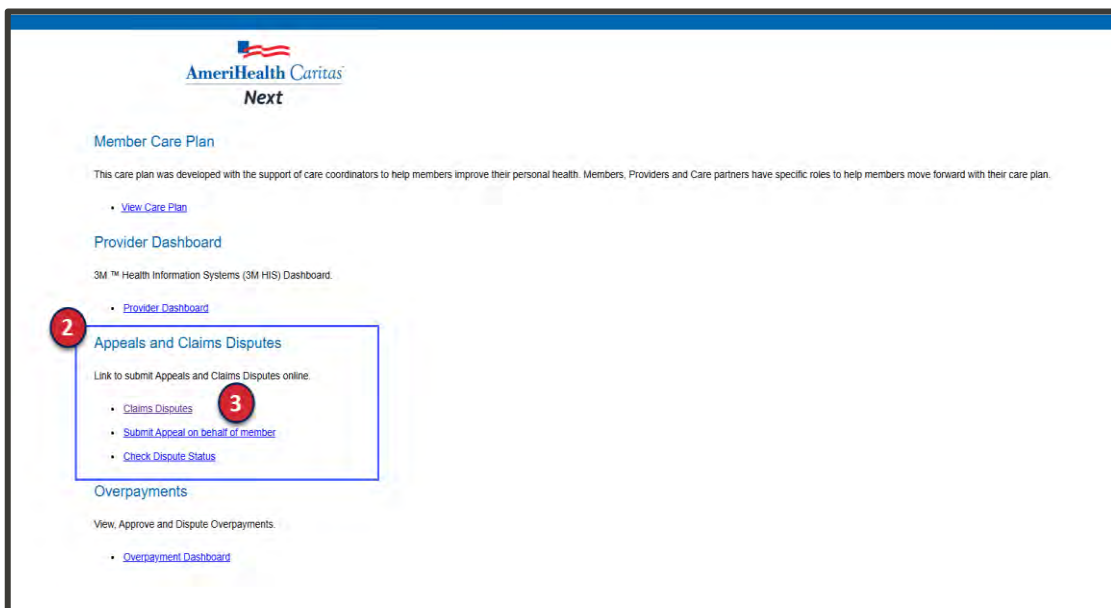 AmeriHealth Caritas
Next
Member Care Plan
This care plan was developed with the support of care coordinators to help members improve their personal health. Members, Providers and Care partners have specific roles to help members move forward with their care plan.
• View Care Plan
Provider Dashboard
3M ™ Health Information Systems (3M HIS) Dashboard.
• Provider Dashboard
2
Appeals and Claims Disputes
Link to submit Appeals and Claims Disputes online.
• Claims Disputes 3
• Submit Appeal on behalf of member
• Check Dispute Status
Overpayments
View, Approve and Dispute Overpayments.
• Overpayment Dashboard